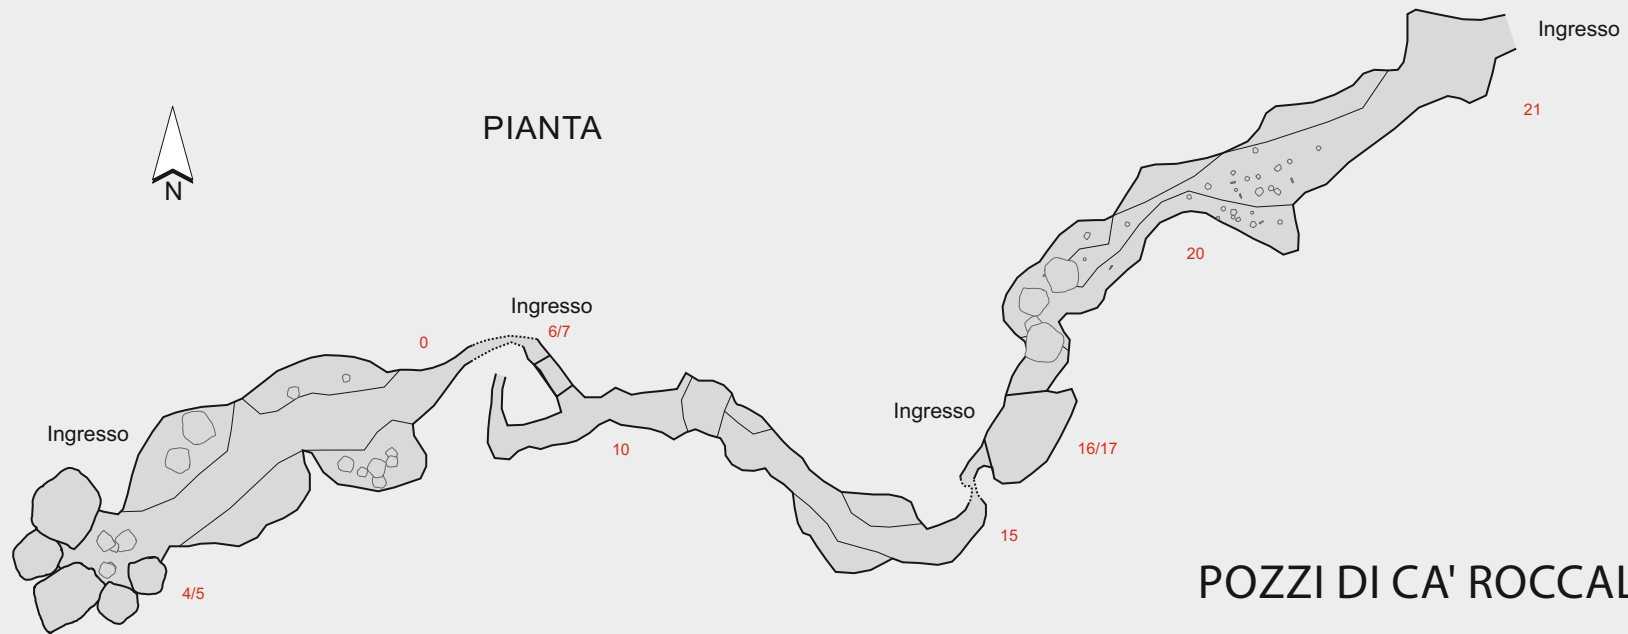 Ingresso
21
PIANTA
N
20
Ingresso
6/7
0
Ingresso
Ingresso
10
16/17
15
4/5
POZZI DI CA' ROCCAL